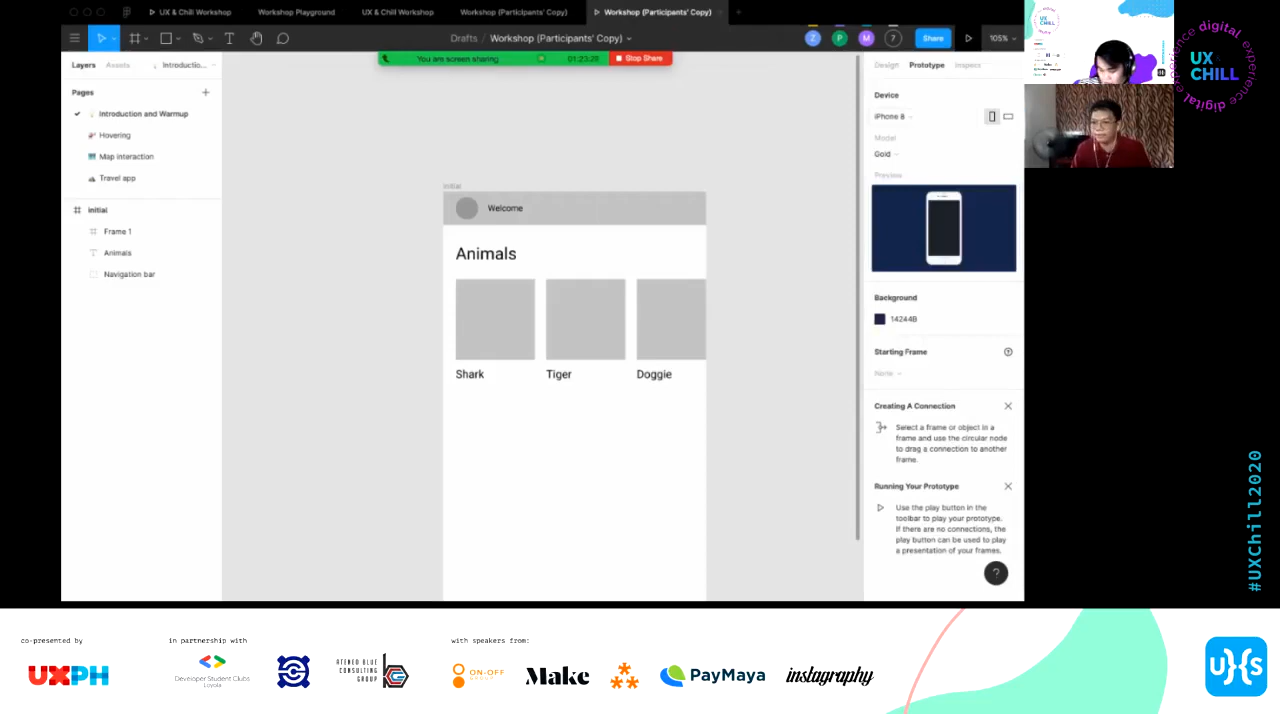 UX & Chill Workshop
Workshop Playground
UX & Chill Workshop
Workshop (Participants' Copy)
Workshop (Participants' Copy)
Drafts / Workshop (Participants' Copy)
Z
P
M
?
Share
105%
You are screen sharing
01:23:28
Stop Share
Layers
Assets
Introductio...
Pages
Introduction and Warmup
Hovering
Map interaction
Travel app
initial
Frame 1
Animals
Navigation bar
initial
Welcome
Animals
Shark
Tiger
Doggie
Design
Prototype
Inspect
Device
iPhone 8
Model
Gold
Preview
Background
14244B
Starting Frame
None
Creating A Connection
Select a frame or object in a
frame and use the circular node
to drag a connection to another
frame.
Running Your Prototype
Use the play button in the
toolbar to play your prototype.
If there are no connections, the
play button can be used to play
a presentation of your frames.
?
UX
CHILL
digital experience digital experience
UX
CHILL
#UXChill2020
co-presented by
in partnership with
with speakers from:
UXPH
Developer Student Clubs
Loyola
ATENEO BLUE
CONSULTING
GROUP
ON-OFF
GROUP
Make
PayMaya
instagraphy